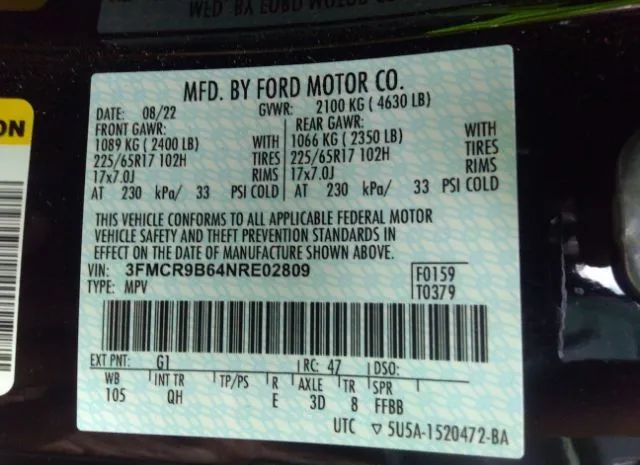 MFD. BY FORD MOTOR CO.
DATE: 08/22 GVWR: 2100 KG ( 4630 LB)
FRONT GAWR: REAR GAWR:
1089 KG ( 2400 LB) WITH 1066 KG ( 2350 LB) WITH
225/65R17 102H TIRES 225/65R17 102H TIRES
17x7.0J RIMS 17x7.0J RIMS
AT 230 kPa/ 33 PSI COLD AT 230 kPa/ 33 PSI COLD
THIS VEHICLE CONFORMS TO ALL APPLICABLE FEDERAL MOTOR
VEHICLE SAFETY AND THEFT PREVENTION STANDARDS IN
EFFECT ON THE DATE OF MANUFACTURE SHOWN ABOVE.
VIN: 3FMCR9B64NRE02809 F0159
TYPE: MPV T0379
EXT PNT: G1 RC: 47 DSO:
WB INT TR TP/PS R AXLE TR SPR
105 QH E 3D 8 FFBB
UTC ▽ 5U5A-1520472-BA